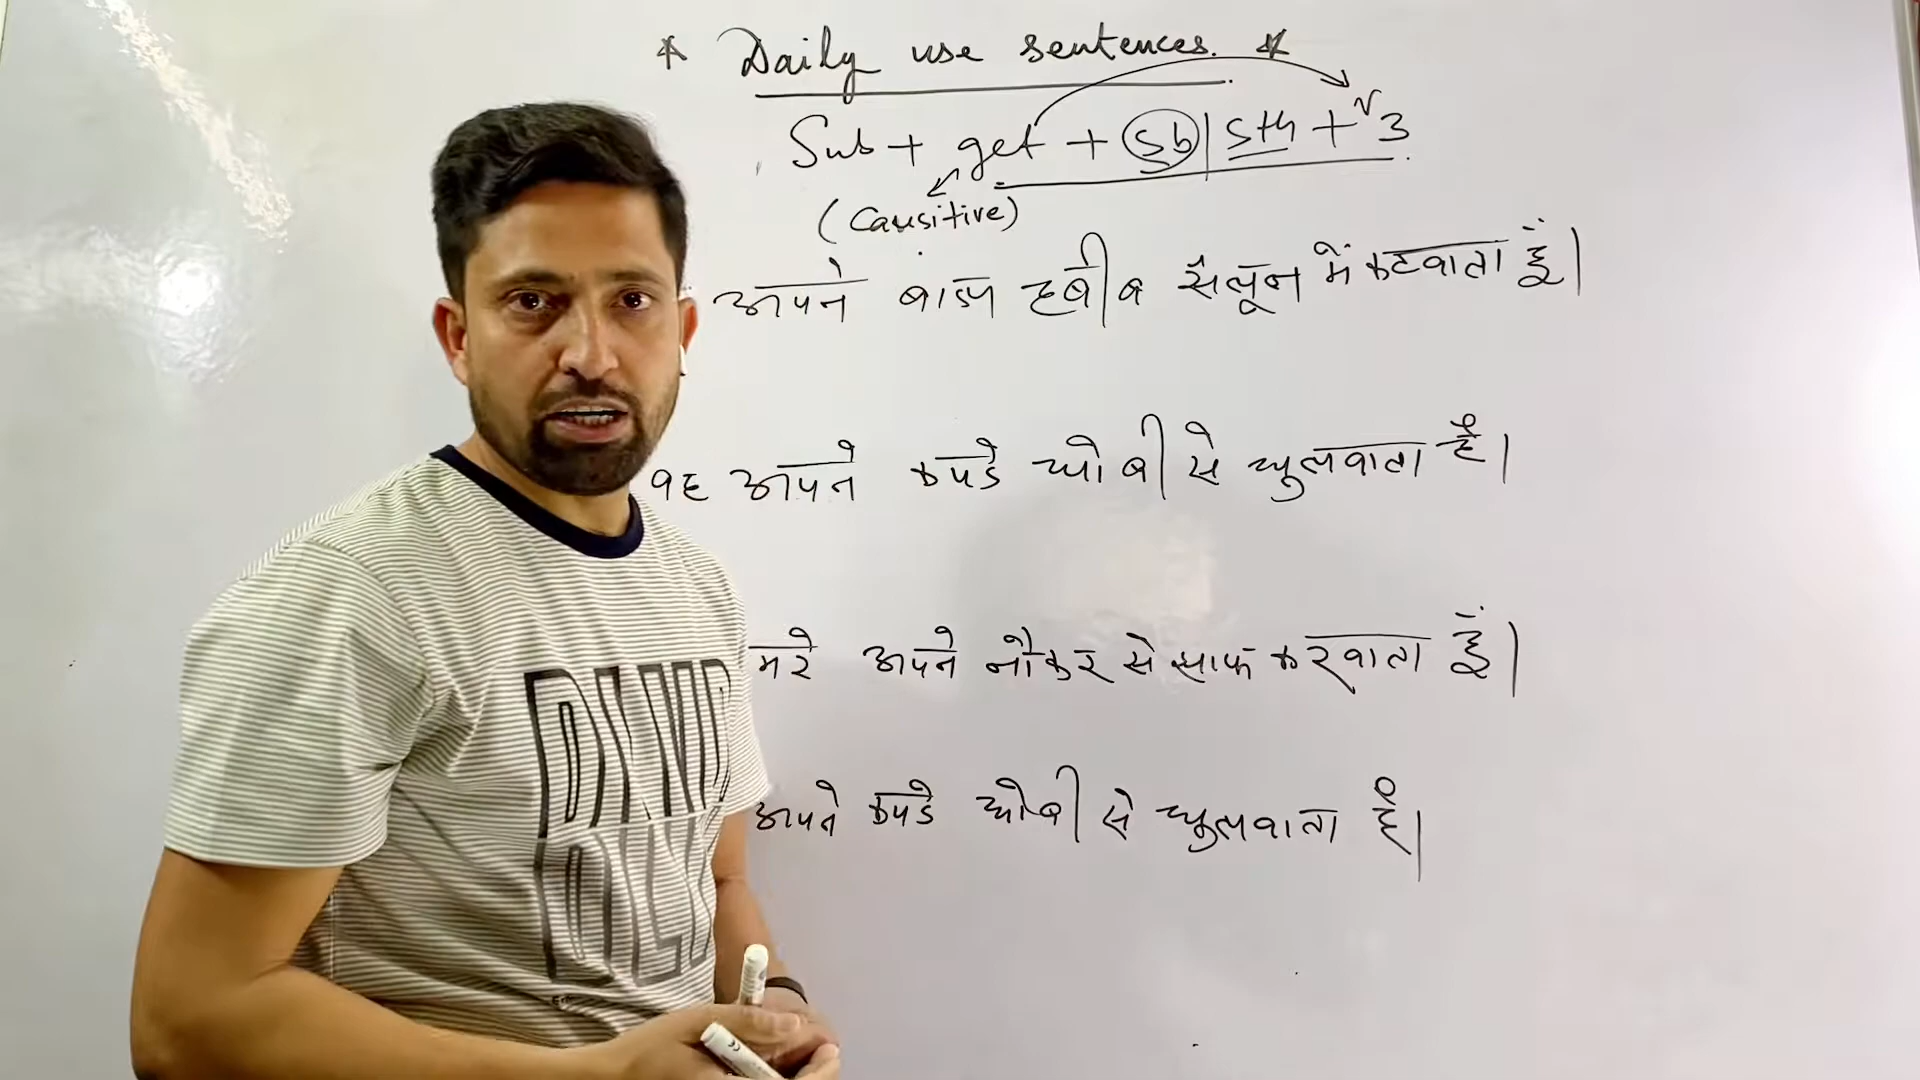 * Daily use sentences. *
Sub + get + Sb | Sth + V3
(Causitive)
अपने बाल हबीब सैलून में कटवाता हूं।
वह अपने कपडे धोबी से धुलवाता है।
मरे अपने नौकर से साफ करवाता हूं।
अपने कपडे धोबी से धुलवाता है।